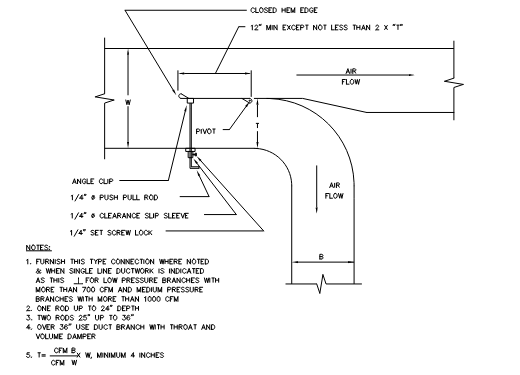 CLOSED HEM EDGE
12" MIN EXCEPT NOT LESS THAN 2 X "T"
AIR
FLOW
W
T
PIVOT
ANGLE CLIP
1/4" ø PUSH PULL ROD
1/4" ø CLEARANCE SLIP SLEEVE
1/4" SET SCREW LOCK
AIR
FLOW
B
NOTES:
1. FURNISH THIS TYPE CONNECTION WHERE NOTED
& WHEN SINGLE LINE DUCTWORK IS INDICATED
AS THIS ⊥ FOR LOW PRESSURE BRANCHES WITH
MORE THAN 700 CFM AND MEDIUM PRESSURE
BRANCHES WITH MORE THAN 1000 CFM
2. ONE ROD UP TO 24" DEPTH
3. TWO RODS 25" UP TO 36"
4. OVER 36" USE DUCT BRANCH WITH THROAT AND
VOLUME DAMPER
5. T= CFM B X W, MINIMUM 4 INCHES
CFM W